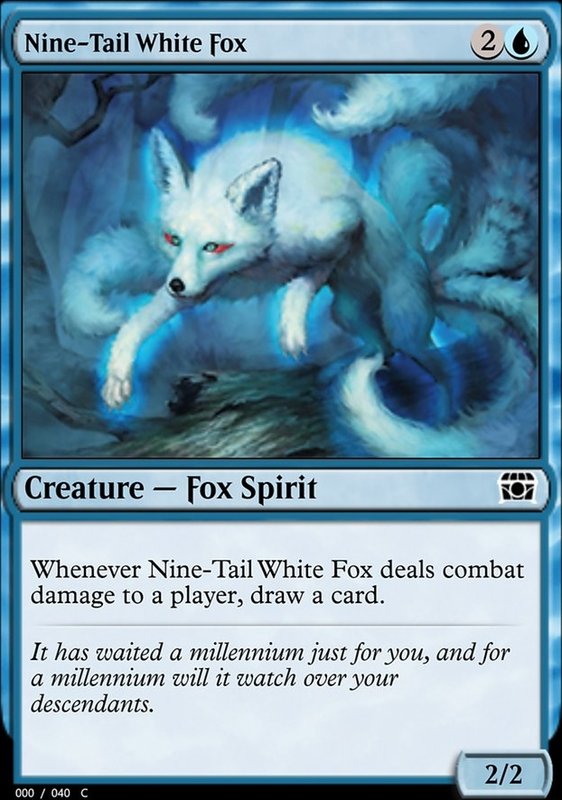 Nine-Tail White Fox 2
Creature — Fox Spirit
Whenever Nine-Tail White Fox deals combat
damage to a player, draw a card.
It has waited a millennium just for you, and for
a millennium will it watch over your
descendants.
2/2
000 / 040 C